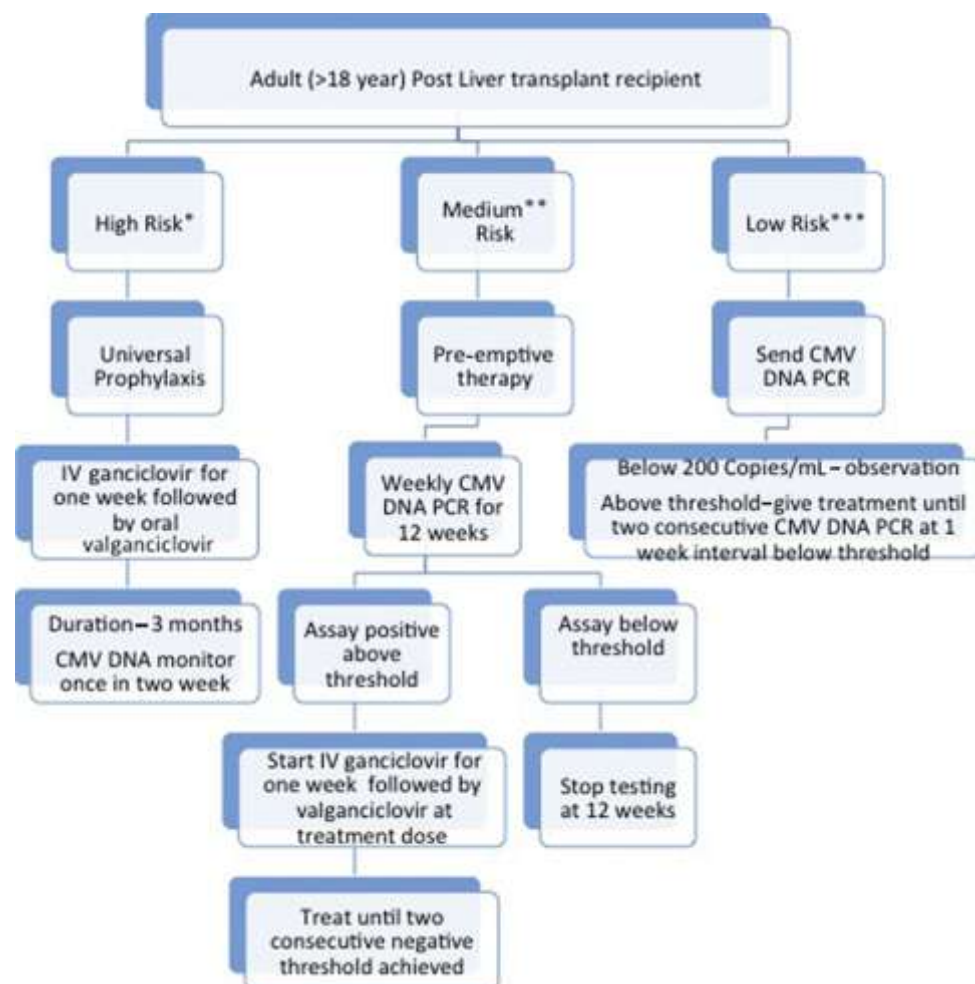 Adult (>18 year) Post Liver transplant recipient
High Risk*
Medium**
Risk
Low Risk***
Universal
Prophylaxis
Pre-emptive
therapy
Send CMV
DNA PCR
IV ganciclovir for
one week followed
by oral
valganciclovir
Weekly CMV
DNA PCR for
12 weeks
Below 200 Copies/mL–observation
Above threshold–give treatment until
two consecutive CMV DNA PCR at 1
week interval below threshold
Duration–3 months
CMV DNA monitor
once in two week
Assay positive
above
threshold
Assay below
threshold
Start IV ganciclovir for
one week followed by
valganciclovir at
treatment dose
Stop testing
at 12 weeks
Treat until two
consecutive negative
threshold achieved